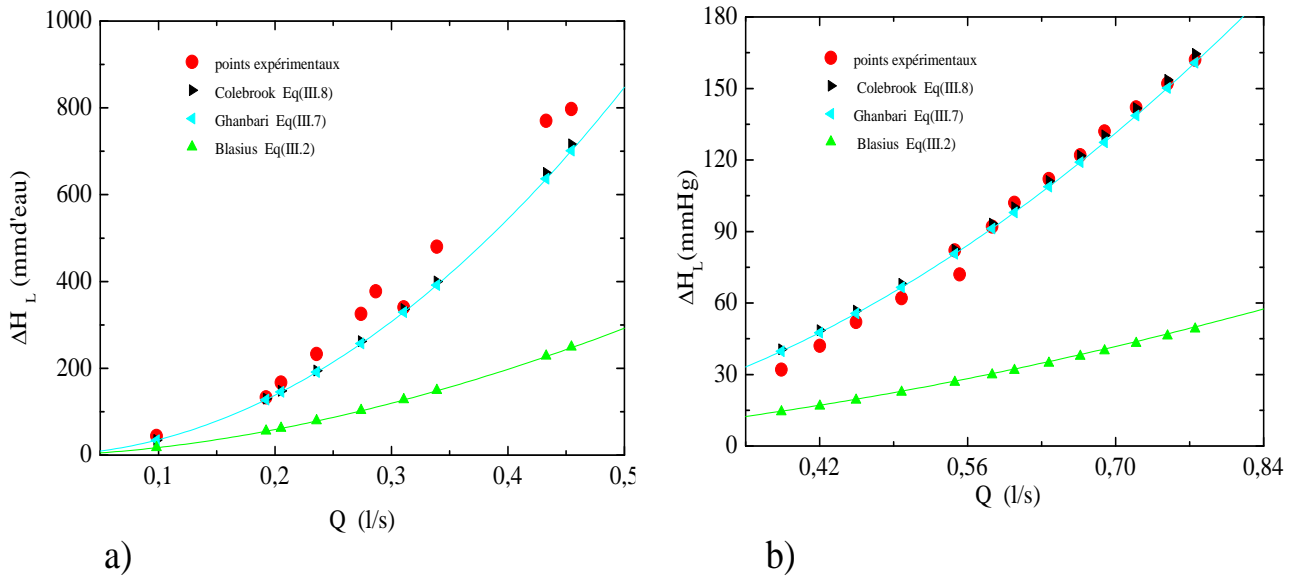 1000
800
600
400
200
0
ΔH_L (mmd'eau)
points expérimentaux
Colebrook Eq(III.8)
Ghanbari Eq(III.7)
Blasius Eq(III.2)
0,1
0,2
0,3
0,4
0,5
Q (l/s)
a)
180
150
120
90
60
30
0
ΔH_L (mmHg)
points expérimentaux
Colebrook Eq(III.8)
Ghanbari Eq(III.7)
Blasius Eq(III.2)
0,42
0,56
0,70
0,84
Q (l/s)
b)